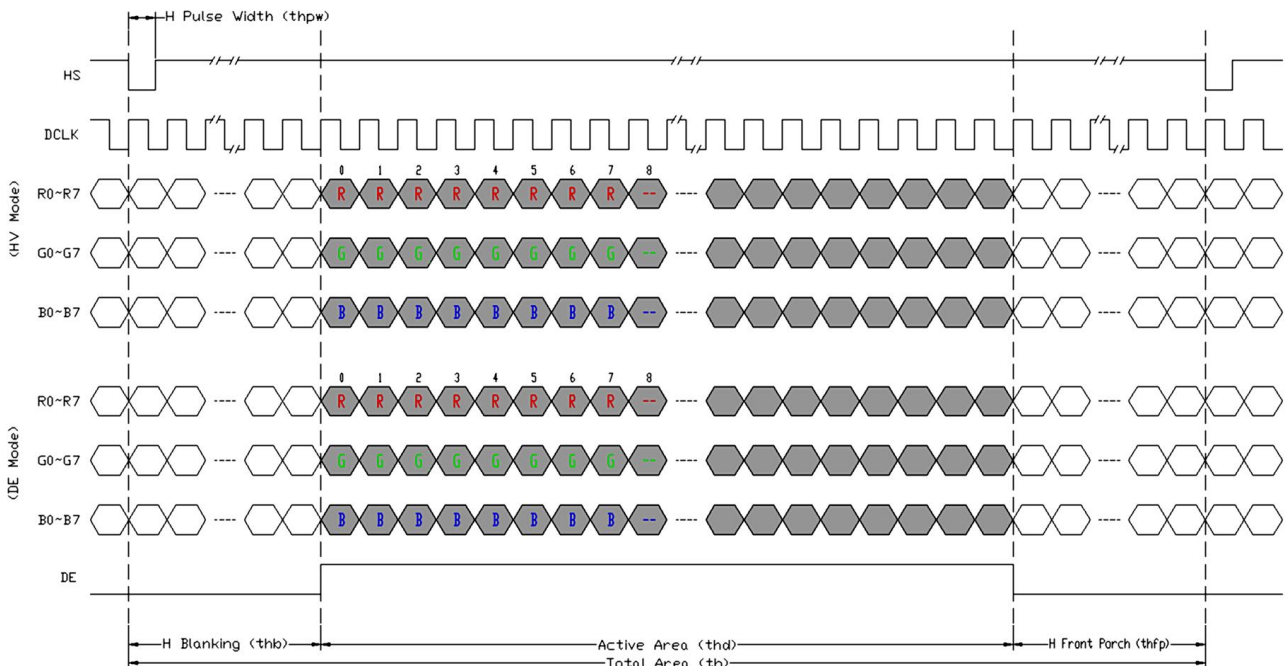 H Pulse Width (thpw)
HS
DCLK
(HV Mode)
0 1 2 3 4 5 6 7 8
R0~R7 ---- R R R R R R R R -- ---- ----
G0~G7 ---- G G G G G G G G -- ---- ----
B0~B7 ---- B B B B B B B B -- ---- ----
(DE Mode)
0 1 2 3 4 5 6 7 8
R0~R7 ---- R R R R R R R R -- ---- ----
G0~G7 ---- G G G G G G G G -- ---- ----
B0~B7 ---- B B B B B B B B -- ---- ----
DE
H Blanking (thb) Active Area (thd) H Front Porch (thfp)
Total Area (th)